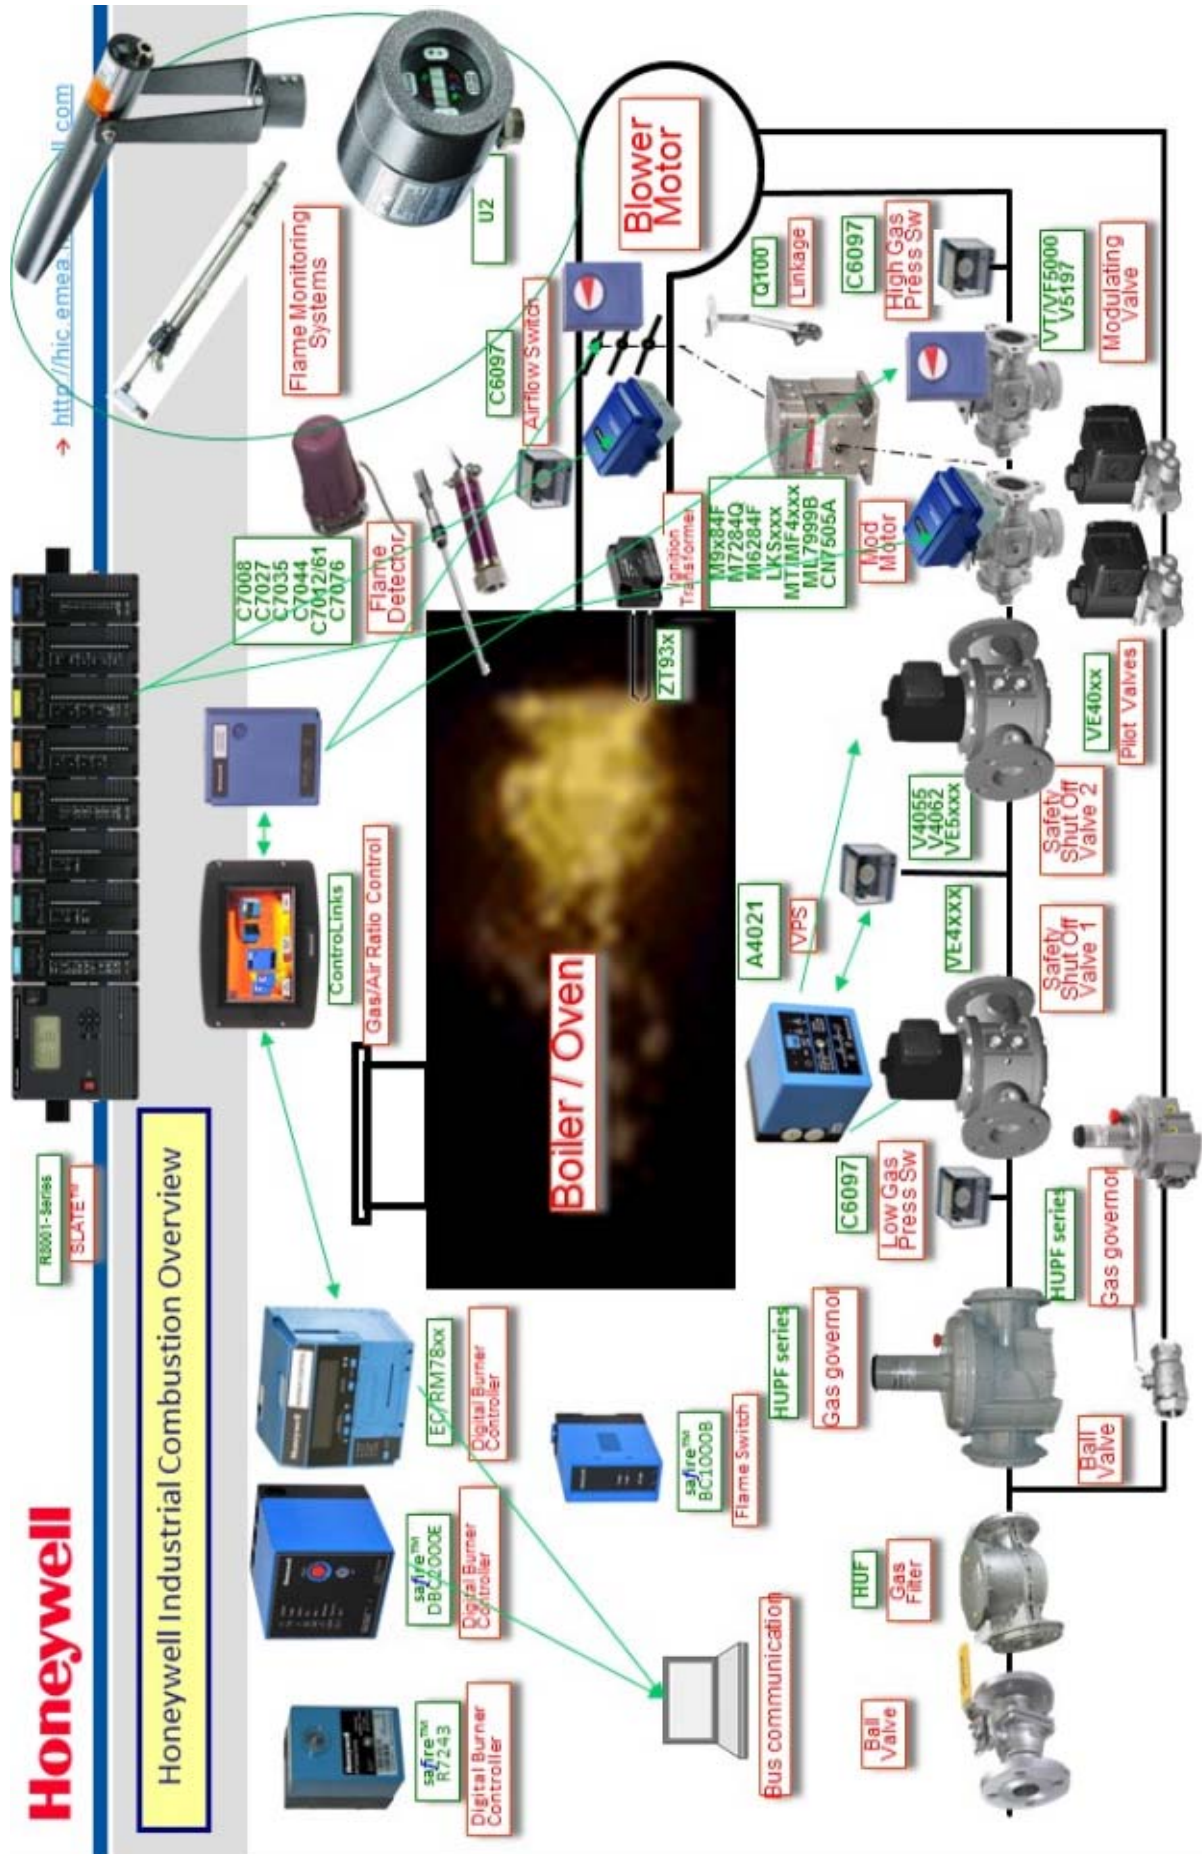 Honeywell
→ http://hic.emea.
ll.com
Honeywell Industrial Combustion Overview
R8001-Series
SLATE™
safire™
R7243
Digital Burner
Controller
safire™
DBC2000E
Digital Burner
Controller
EC/RM78xx
Digital Burner
Controller
ControLinks
Gas/Air Ratio Control
C7008
C7027
C7035
C7044
C7012/61
C7076
Flame
Detector
Flame Monitoring
Systems
U2
safire™
BC1000B
Flame Switch
Boiler / Oven
C6097
Airflow Switch
Blower
Motor
Ignition
Transformer
ZT93x
Bus communication
HUPF series
Gas governor
A4021
VPS
M9x84F
M7284Q
M6284F
LKSxxx
MT/MF4xxx
ML7999B
CN7505A
Mod
Motor
Q100
Linkage
C6097
High Gas
Press Sw
Ball
Valve
HUF
Gas
Filter
C6097
Low Gas
Press Sw
VE4XXX
Safety
Shut Off
Valve 1
V4055
V4062
VE5xxx
Safety
Shut Off
Valve 2
VT/VF5000
V5197
Modulating
Valve
Ball
Valve
HUPF series
Gas governor
VE40xx
Pilot Valves